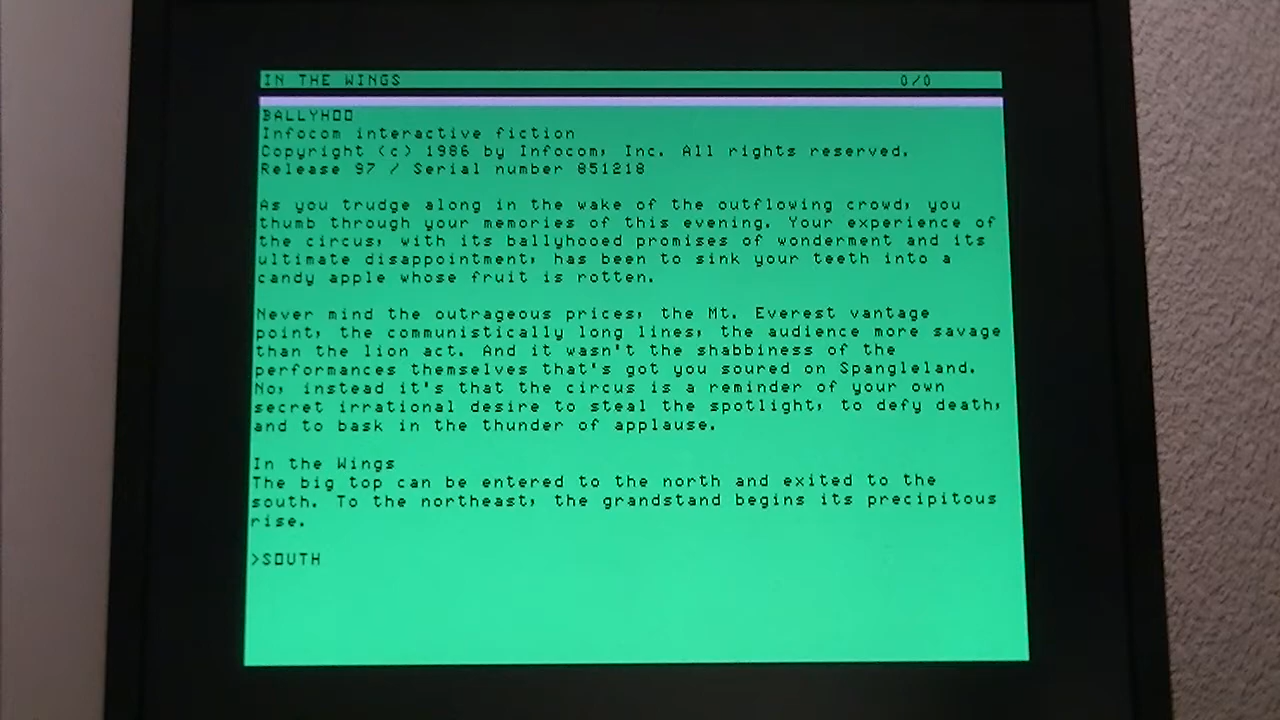 IN THE WINGS 0/0
BALLYHOO
Infocom interactive fiction
Copyright (c) 1986 by Infocom, Inc. All rights reserved.
Release 97 / Serial number 851218
As you trudge along in the wake of the outflowing crowd, you
thumb through your memories of this evening. Your experience of
the circus, with its ballyhooed promises of wonderment and its
ultimate disappointment, has been to sink your teeth into a
candy apple whose fruit is rotten.
Never mind the outrageous prices, the Mt. Everest vantage
point, the communistically long lines, the audience more savage
than the lion act. And it wasn't the shabbiness of the
performances themselves that's got you soured on Spangleland.
No, instead it's that the circus is a reminder of your own
secret irrational desire to steal the spotlight, to defy death,
and to bask in the thunder of applause.
In the Wings
The big top can be entered to the north and exited to the
south. To the northeast, the grandstand begins its precipitous
rise.
>SOUTH